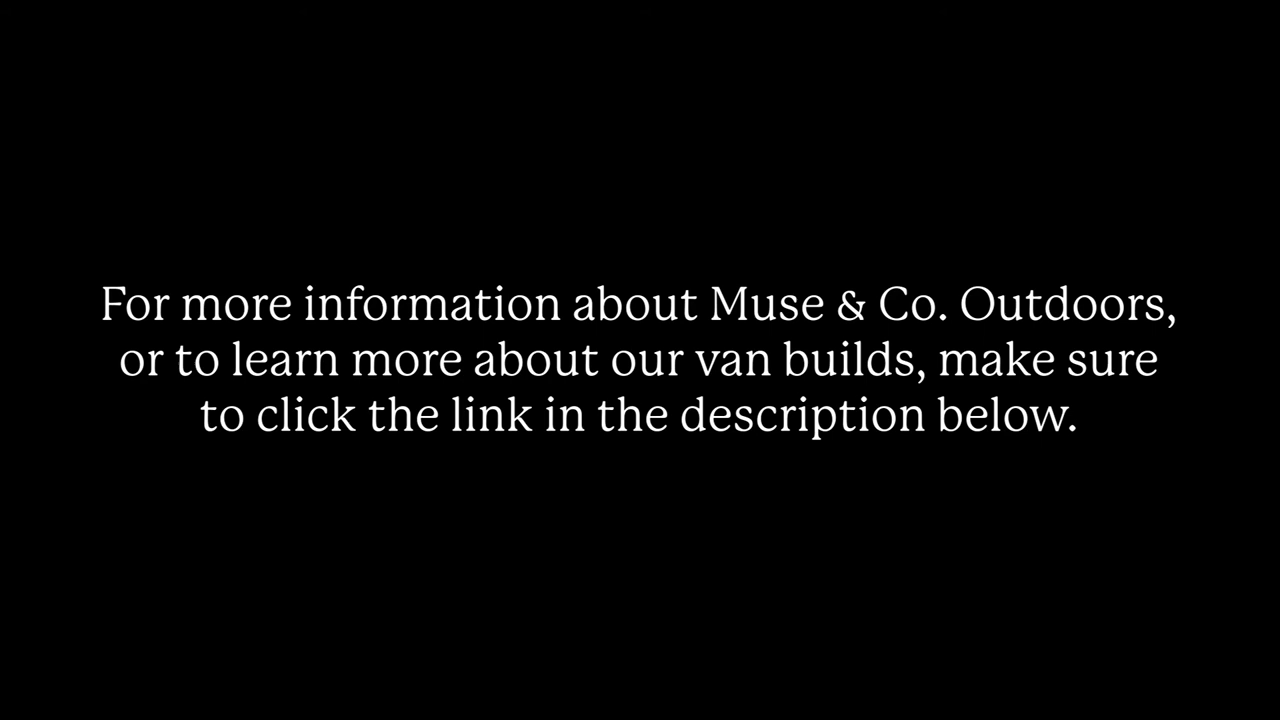 For more information about Muse & Co. Outdoors,
or to learn more about our van builds, make sure
to click the link in the description below.